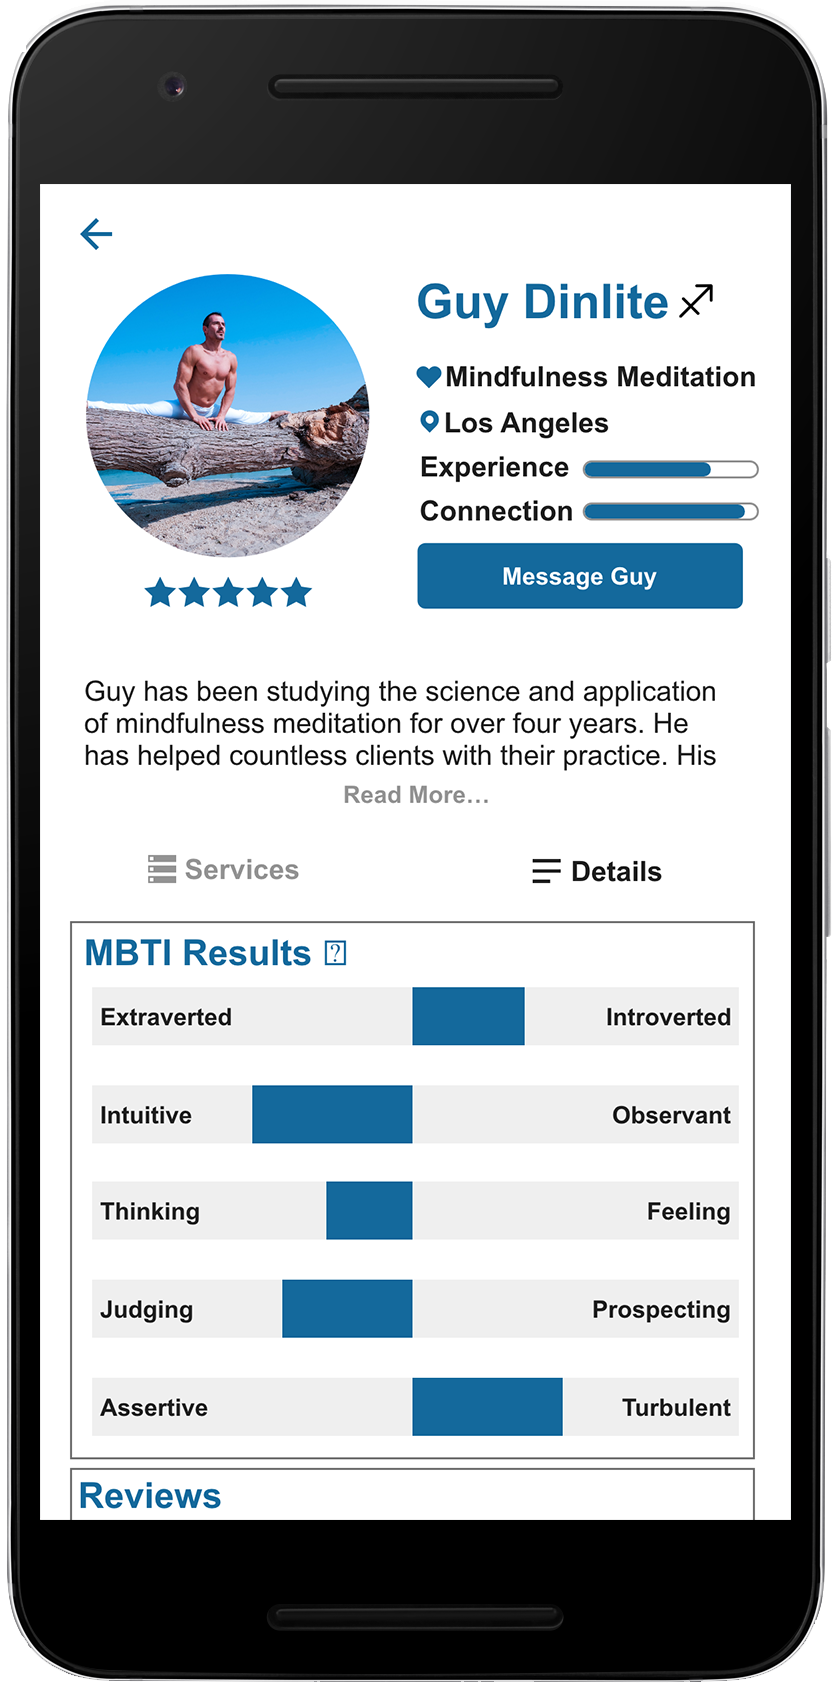 Guy Dinlite ♐
Mindfulness Meditation
Los Angeles
Experience
Connection
Message Guy
Guy has been studying the science and application
of mindfulness meditation for over four years. He
has helped countless clients with their practice. His
Read More…
Services
Details
MBTI Results ?
Extraverted
Introverted
Intuitive
Observant
Thinking
Feeling
Judging
Prospecting
Assertive
Turbulent
Reviews